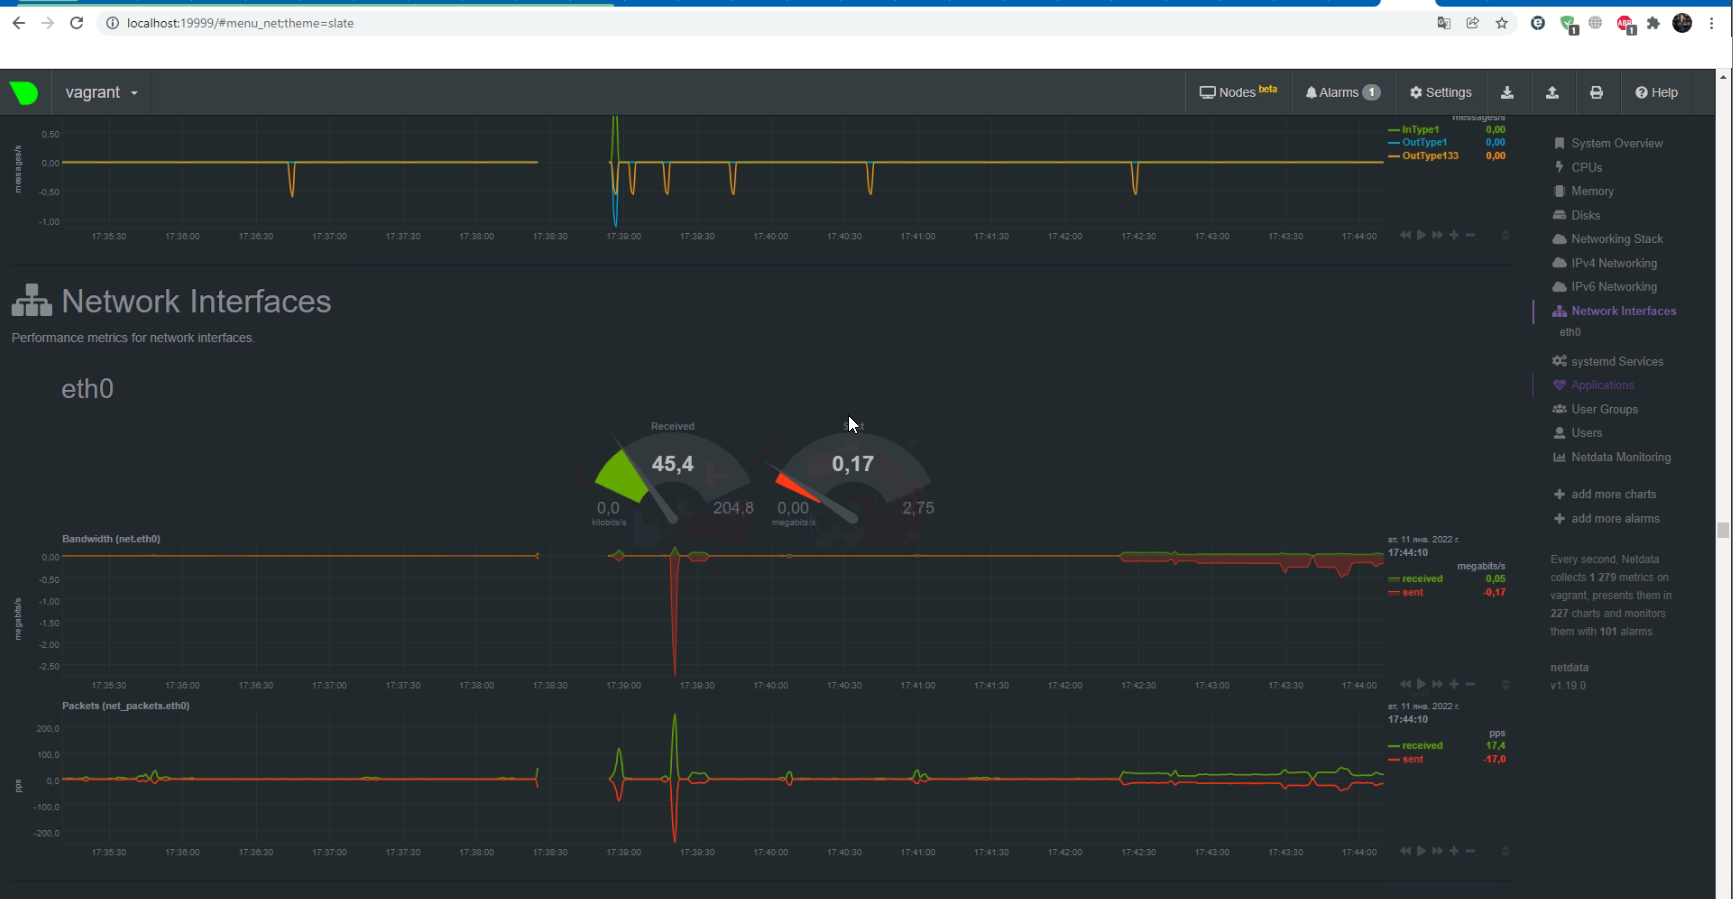 localhost:19999/#menu_net;theme=slate
vagrant
Nodes beta
Alarms 1
Settings
Help
messages/s
InType1 0,00
OutType1 0,00
OutType133 0,00
messages/s
0,50
0,00
-0,50
-1,00
17:35:30 17:36:00 17:36:30 17:37:00 17:37:30 17:38:00 17:38:30 17:39:00 17:39:30 17:40:00 17:40:30 17:41:00 17:41:30 17:42:00 17:42:30 17:43:00 17:43:30 17:44:00
Network Interfaces
Performance metrics for network interfaces.
eth0
Received
45,4
0,0
204,8
kilobits/s
0,17
0,00
2,75
megabits/s
Bandwidth (net.eth0)
вт, 11 янв. 2022 г.
17:44:10
megabits/s
received 0,05
sent -0,17
megabits/s
0,00
-0,50
-1,00
-1,50
-2,00
-2,50
17:35:30 17:36:00 17:36:30 17:37:00 17:37:30 17:38:00 17:38:30 17:39:00 17:39:30 17:40:00 17:40:30 17:41:00 17:41:30 17:42:00 17:42:30 17:43:00 17:43:30 17:44:00
Packets (net_packets.eth0)
вт, 11 янв. 2022 г.
17:44:10
pps
received 17,4
sent -17,0
pps
200,0
100,0
0,0
-100,0
-200,0
17:35:30 17:36:00 17:36:30 17:37:00 17:37:30 17:38:00 17:38:30 17:39:00 17:39:30 17:40:00 17:40:30 17:41:00 17:41:30 17:42:00 17:42:30 17:43:00 17:43:30 17:44:00
System Overview
CPUs
Memory
Disks
Networking Stack
IPv4 Networking
IPv6 Networking
Network Interfaces
eth0
systemd Services
Applications
User Groups
Users
Netdata Monitoring
add more charts
add more alarms
Every second, Netdata
collects 1 279 metrics on
vagrant, presents them in
227 charts and monitors
them with 101 alarms.
netdata
v1.19.0